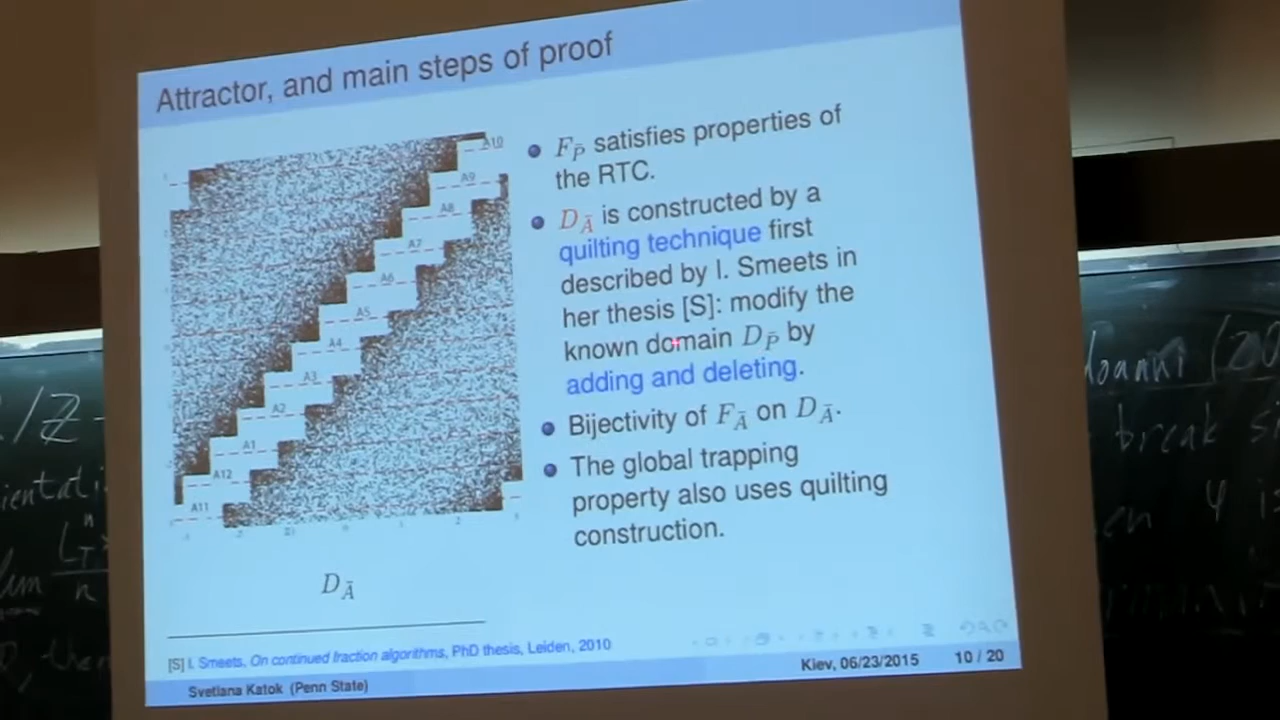 Attractor, and main steps of proof
A10
A9
A8
A7
A6
A5
A4
A3
A2
A1
A12
A11
D_Ā
F_P̄ satisfies properties of
the RTC.
D_Ā is constructed by a
quilting technique first
described by I. Smeets in
her thesis [S]: modify the
known domain D_P̄ by
adding and deleting.
Bijectivity of F_Ā on D_Ā.
The global trapping
property also uses quilting
construction.
[S] I. Smeets, On continued fraction algorithms, PhD thesis, Leiden, 2010
Svetlana Katok (Penn State)
Kiev, 06/23/2015
10 / 20
break